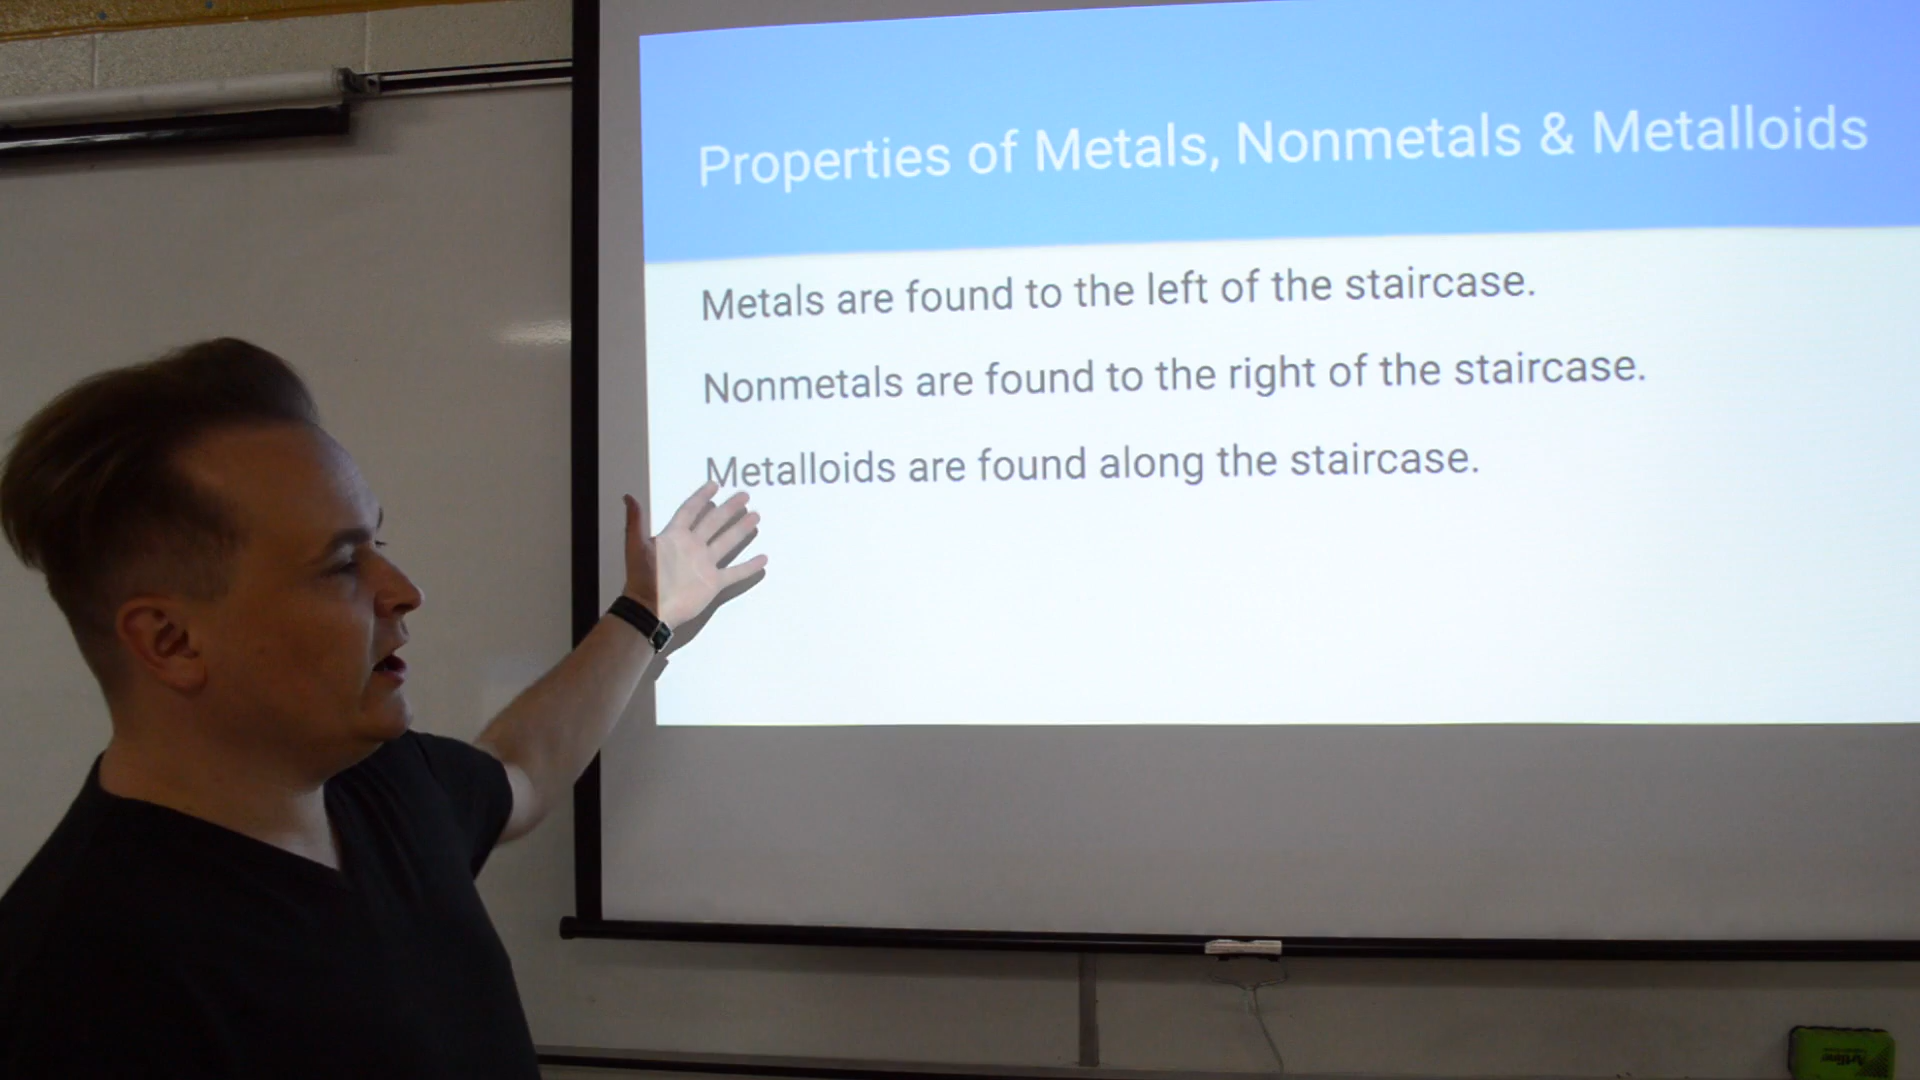 Properties of Metals, Nonmetals & Metalloids
Metals are found to the left of the staircase.
Nonmetals are found to the right of the staircase.
Metalloids are found along the staircase.